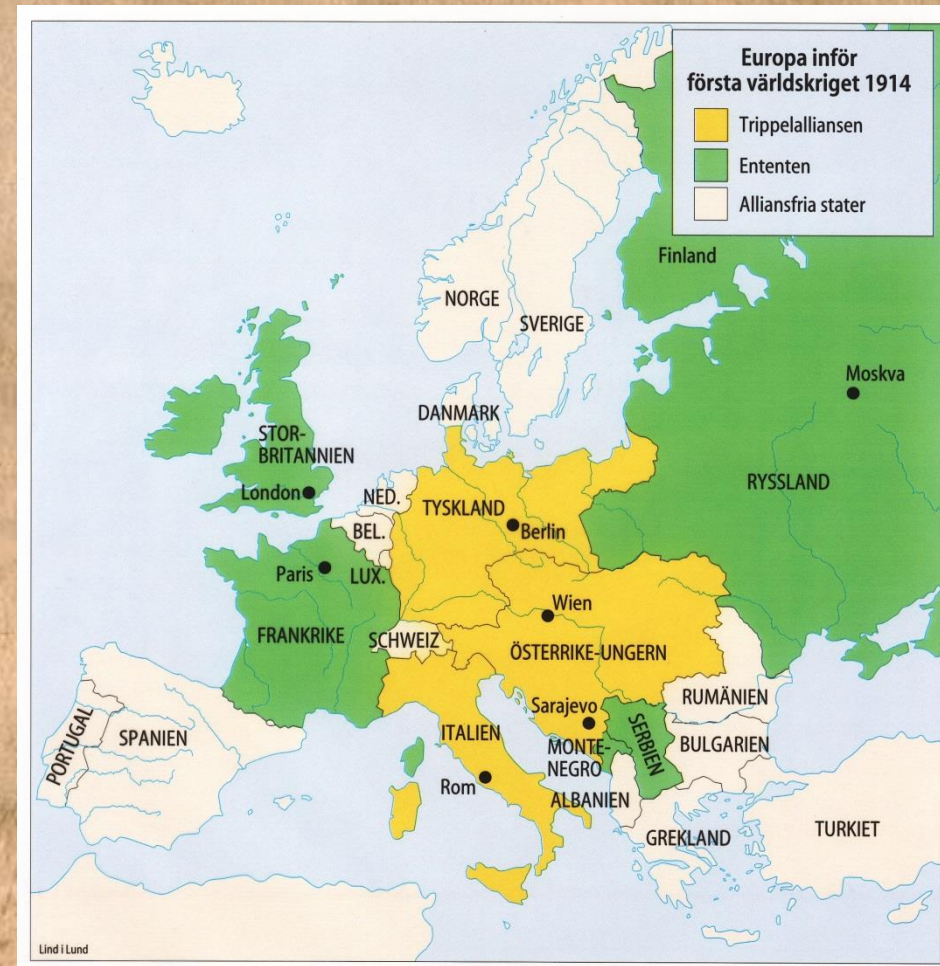 Europa inför
första världskriget 1914
Trippelalliansen
Ententen
Alliansfria stater
Finland
NORGE
SVERIGE
Moskva
DANMARK
STOR-
BRITANNIEN
London
NED.
TYSKLAND
Berlin
RYSSLAND
BEL.
Paris
LUX.
Wien
FRANKRIKE
SCHWEIZ
ÖSTERRIKE-UNGERN
RUMÄNIEN
Sarajevo
PORTUGAL
SPANIEN
ITALIEN
MONTE-
NEGRO
SERBIEN
BULGARIEN
Rom
ALBANIEN
GREKLAND
TURKIET
Lind i Lund